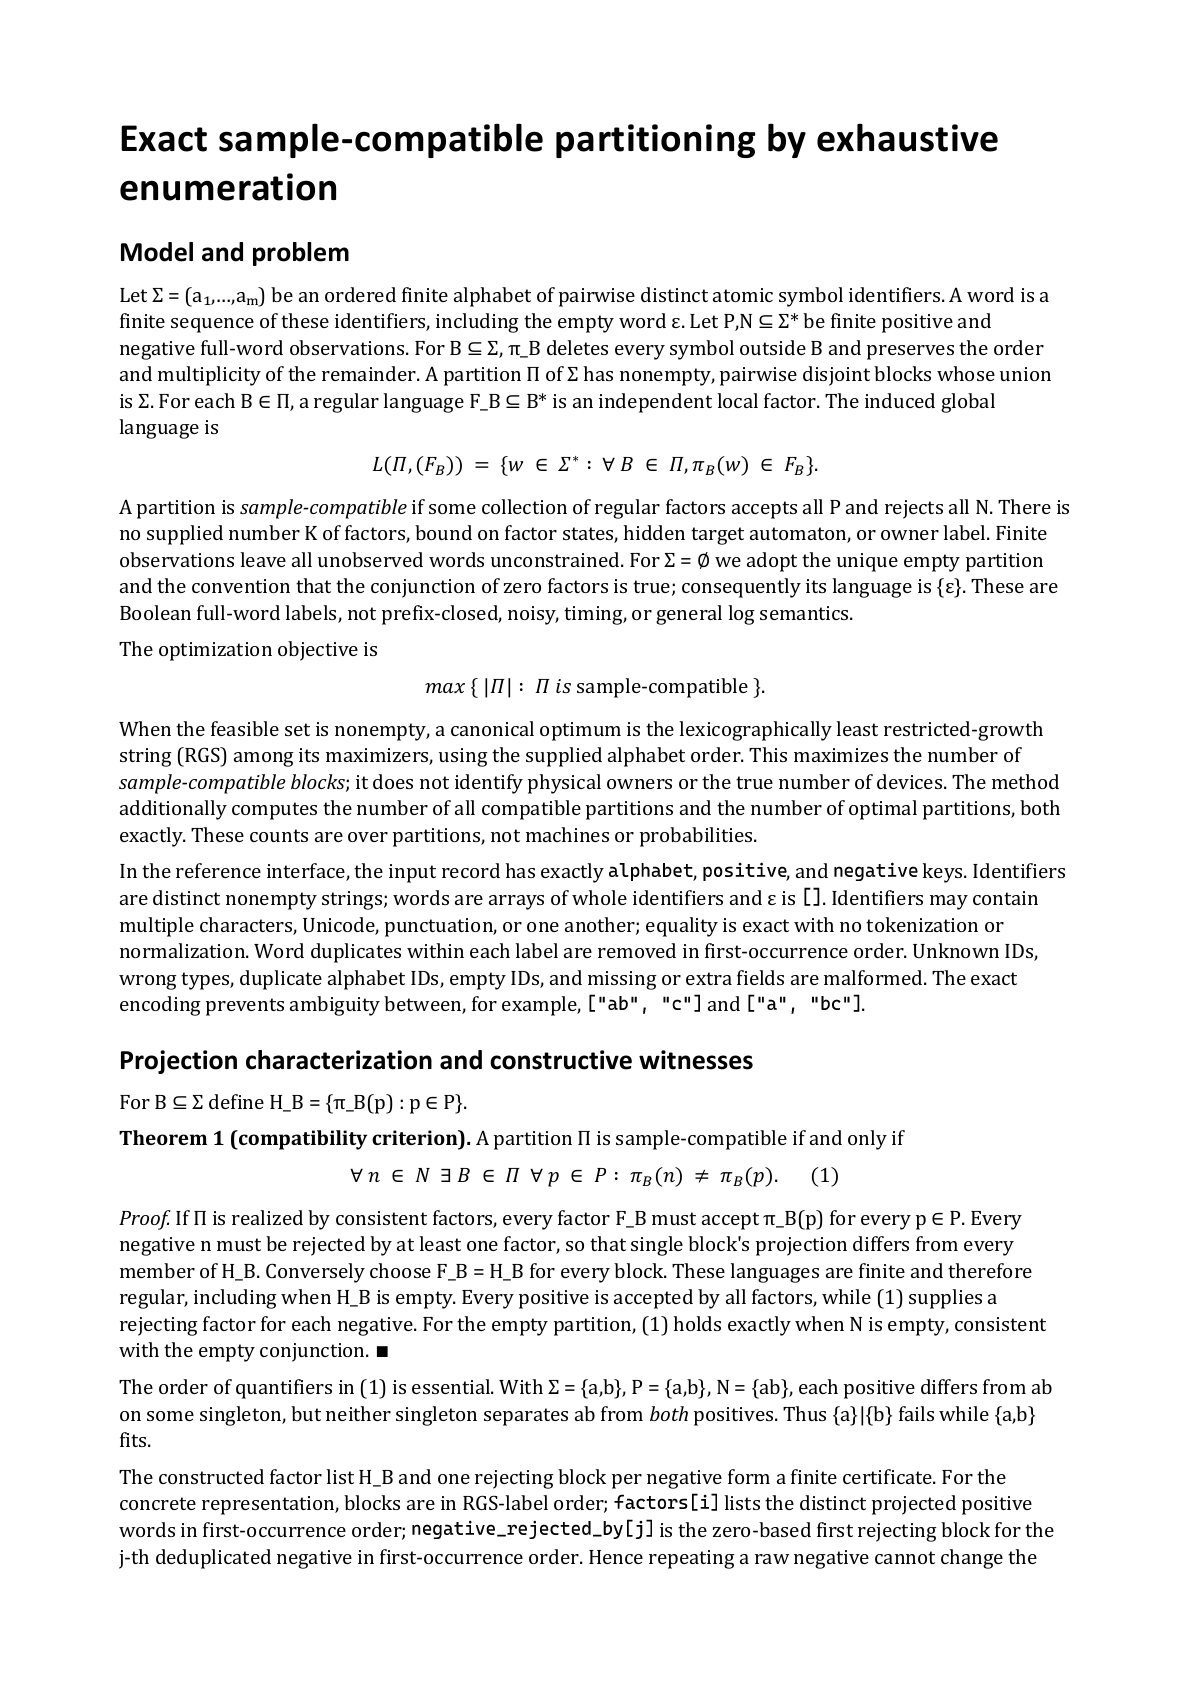 Exact sample-compatible partitioning by exhaustive
enumeration
Model and problem
Let Σ = (a₁,…,aₘ) be an ordered finite alphabet of pairwise distinct atomic symbol identifiers. A word is a
finite sequence of these identifiers, including the empty word ε. Let P,N ⊆ Σ* be finite positive and
negative full-word observations. For B ⊆ Σ, π_B deletes every symbol outside B and preserves the order
and multiplicity of the remainder. A partition Π of Σ has nonempty, pairwise disjoint blocks whose union
is Σ. For each B ∈ Π, a regular language F_B ⊆ B* is an independent local factor. The induced global
language is
L(Π,(F_B)) = {w ∈ Σ* : ∀ B ∈ Π, π_B(w) ∈ F_B}.
A partition is sample-compatible if some collection of regular factors accepts all P and rejects all N. There is
no supplied number K of factors, bound on factor states, hidden target automaton, or owner label. Finite
observations leave all unobserved words unconstrained. For Σ = ∅ we adopt the unique empty partition
and the convention that the conjunction of zero factors is true; consequently its language is {ε}. These are
Boolean full-word labels, not prefix-closed, noisy, timing, or general log semantics.
The optimization objective is
max { |Π| : Π is sample-compatible }.
When the feasible set is nonempty, a canonical optimum is the lexicographically least restricted-growth
string (RGS) among its maximizers, using the supplied alphabet order. This maximizes the number of
sample-compatible blocks; it does not identify physical owners or the true number of devices. The method
additionally computes the number of all compatible partitions and the number of optimal partitions, both
exactly. These counts are over partitions, not machines or probabilities.
In the reference interface, the input record has exactly alphabet, positive, and negative keys. Identifiers
are distinct nonempty strings; words are arrays of whole identifiers and ε is []. Identifiers may contain
multiple characters, Unicode, punctuation, or one another; equality is exact with no tokenization or
normalization. Word duplicates within each label are removed in first-occurrence order. Unknown IDs,
wrong types, duplicate alphabet IDs, empty IDs, and missing or extra fields are malformed. The exact
encoding prevents ambiguity between, for example, ["ab", "c"] and ["a", "bc"].
Projection characterization and constructive witnesses
For B ⊆ Σ define H_B = {π_B(p) : p ∈ P}.
Theorem 1 (compatibility criterion). A partition Π is sample-compatible if and only if
∀ n ∈ N ∃ B ∈ Π ∀ p ∈ P : π_B(n) ≠ π_B(p). (1)
Proof. If Π is realized by consistent factors, every factor F_B must accept π_B(p) for every p ∈ P. Every
negative n must be rejected by at least one factor, so that single block's projection differs from every
member of H_B. Conversely choose F_B = H_B for every block. These languages are finite and therefore
regular, including when H_B is empty. Every positive is accepted by all factors, while (1) supplies a
rejecting factor for each negative. For the empty partition, (1) holds exactly when N is empty, consistent
with the empty conjunction. ■
The order of quantifiers in (1) is essential. With Σ = {a,b}, P = {a,b}, N = {ab}, each positive differs from ab
on some singleton, but neither singleton separates ab from both positives. Thus {a}|{b} fails while {a,b}
fits.
The constructed factor list H_B and one rejecting block per negative form a finite certificate. For the
concrete representation, blocks are in RGS-label order; factors[i] lists the distinct projected positive
words in first-occurrence order; negative_rejected_by[j] is the zero-based first rejecting block for the
j-th deduplicated negative in first-occurrence order. Hence repeating a raw negative cannot change the